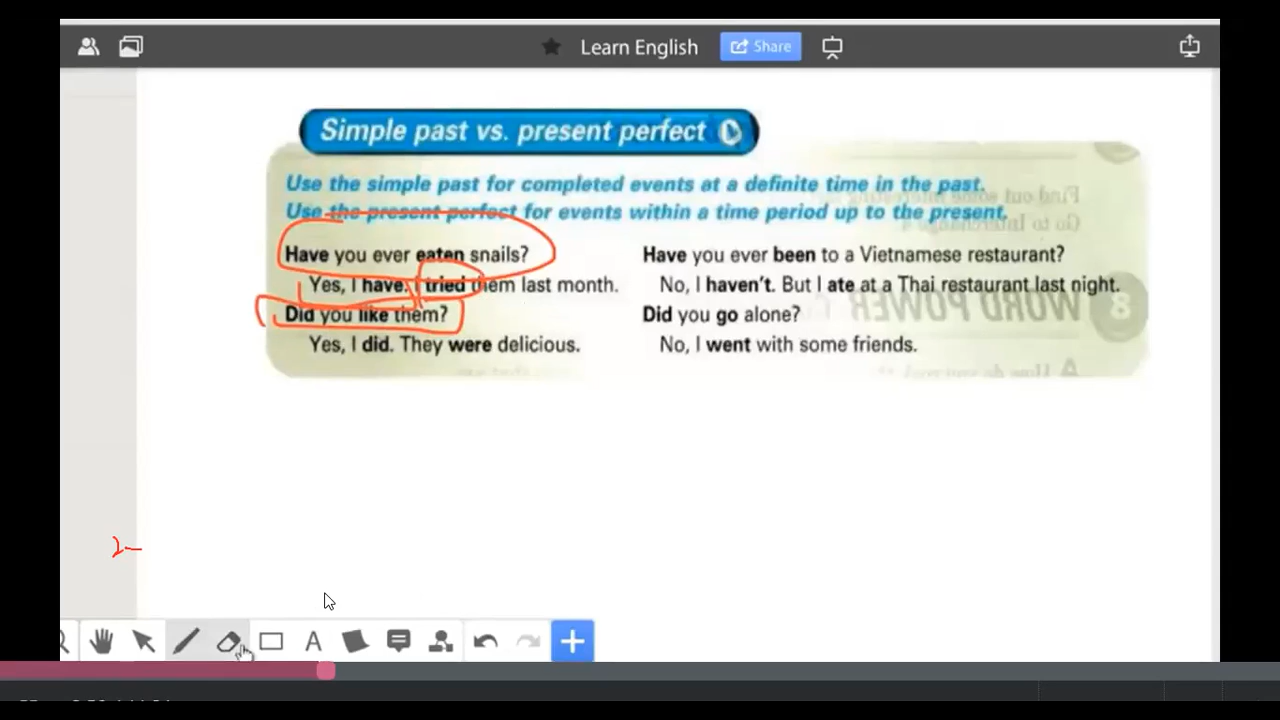 Learn English
Share
Simple past vs. present perfect
Use the simple past for completed events at a definite time in the past.
Use the present perfect for events within a time period up to the present.
Have you ever eaten snails?
Yes, I have. I tried them last month.
Did you like them?
Yes, I did. They were delicious.
Have you ever been to a Vietnamese restaurant?
No, I haven't. But I ate at a Thai restaurant last night.
Did you go alone?
No, I went with some friends.
WORD POWER
8
A